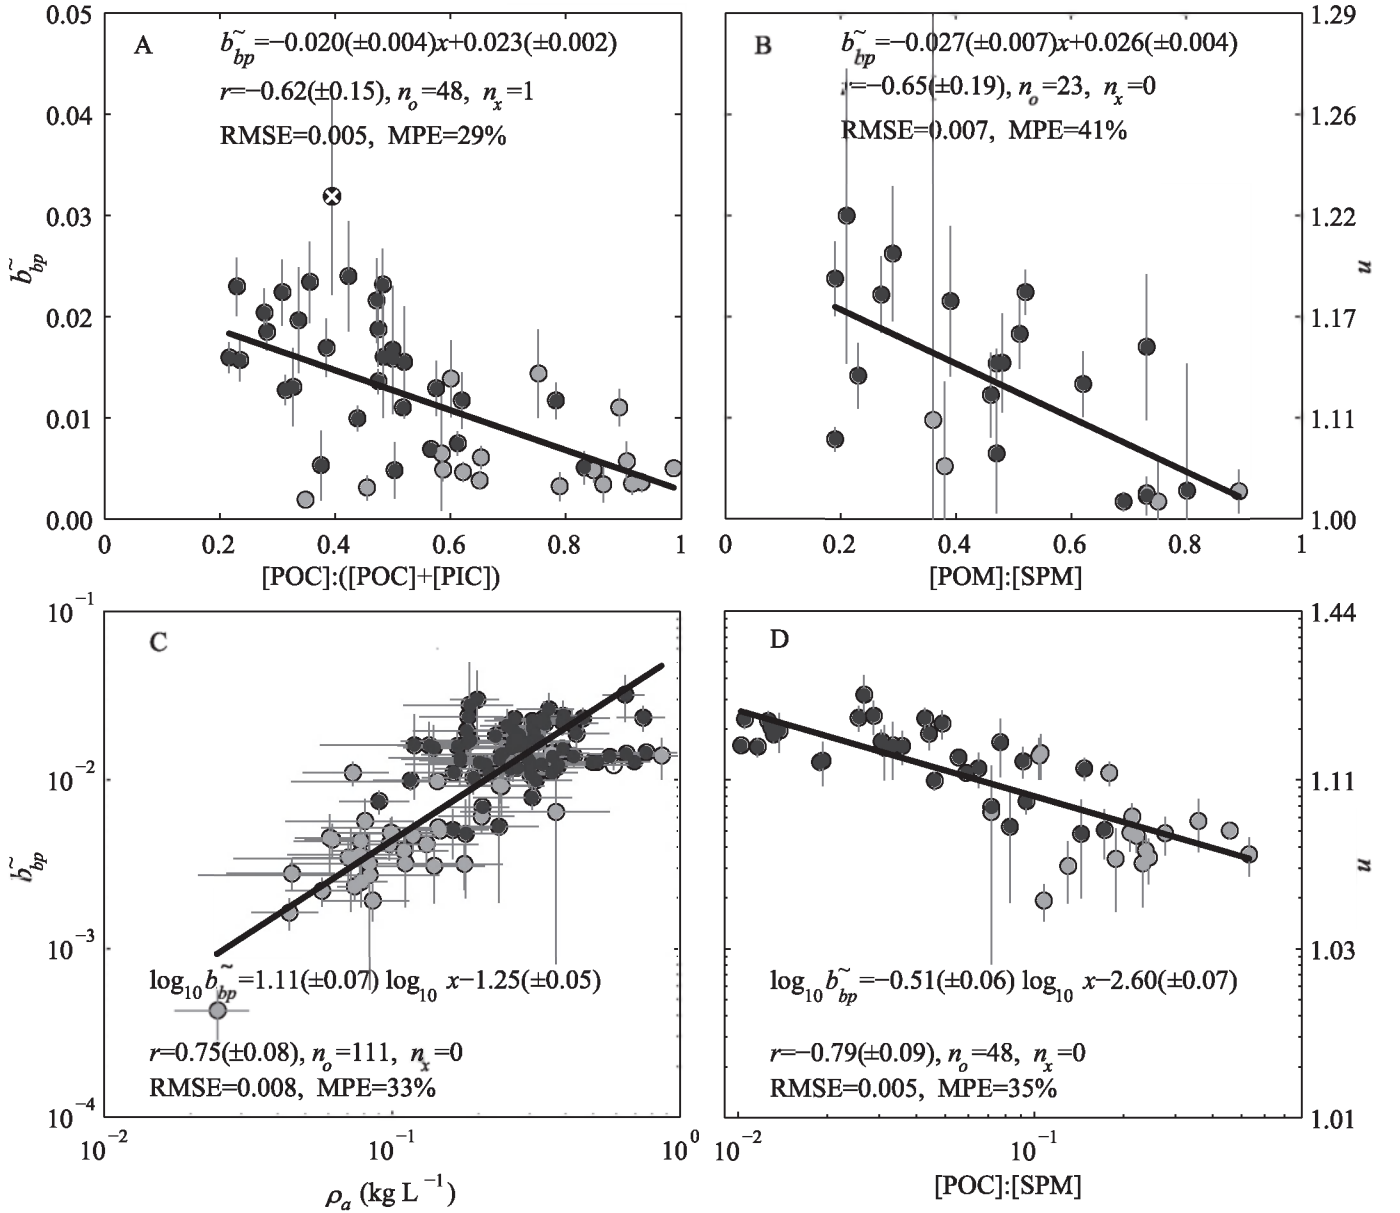 A
b̃bp=−0.020(±0.004)x+0.023(±0.002)
r=−0.62(±0.15), no=48, nx=1
RMSE=0.005, MPE=29%
0.05
0.04
0.03
0.02
0.01
0.00
b̃bp
0 0.2 0.4 0.6 0.8 1
[POC]:([POC]+[PIC])
B
b̃bp=−0.027(±0.007)x+0.026(±0.004)
r=−0.65(±0.19), no=23, nx=0
RMSE=0.007, MPE=41%
1.29
1.26
1.22
1.17
1.11
1.00
n
0 0.2 0.4 0.6 0.8 1
[POM]:[SPM]
C
10−1
10−2
10−3
10−4
b̃bp
log10 b̃bp=1.11(±0.07) log10 x−1.25(±0.05)
r=0.75(±0.08), no=111, nx=0
RMSE=0.008, MPE=33%
10−2 10−1 100
ρa (kg L−1)
D
1.44
1.11
1.03
1.01
n
log10 b̃bp=−0.51(±0.06) log10 x−2.60(±0.07)
r=−0.79(±0.09), no=48, nx=0
RMSE=0.005, MPE=35%
10−2 10−1
[POC]:[SPM]